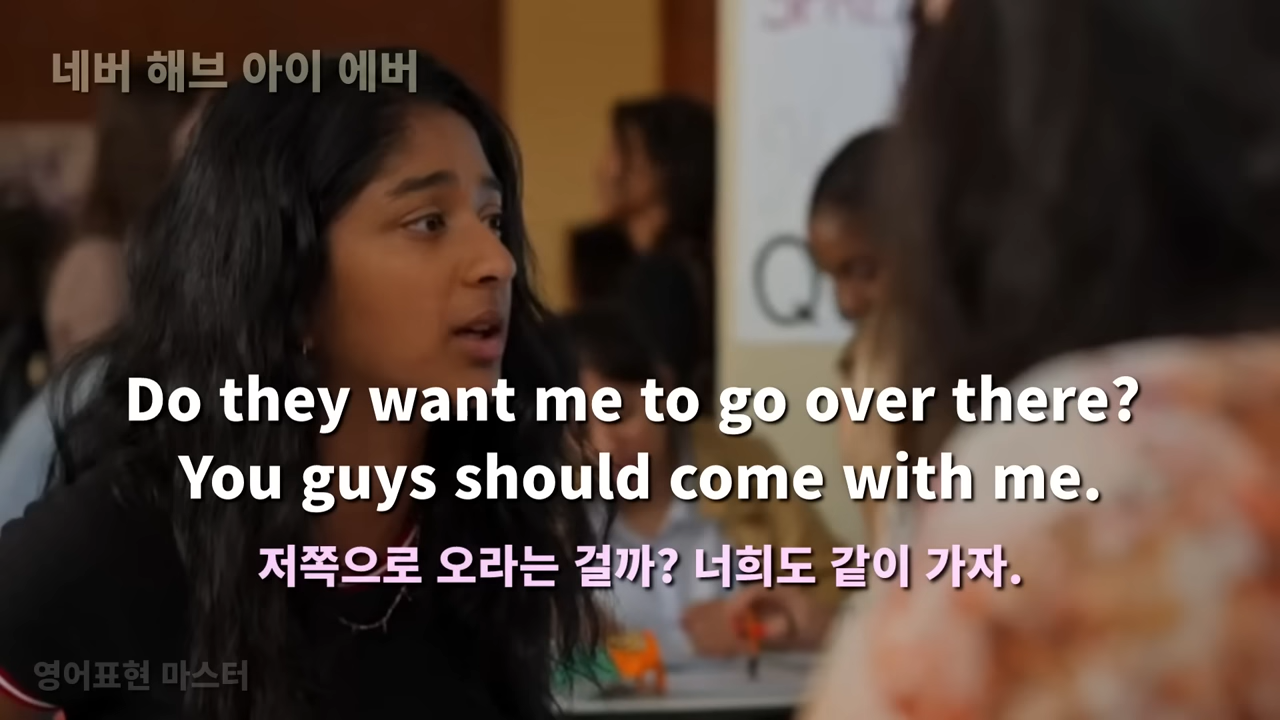 네버 해브 아이 에버
Q
Do they want me to go over there?
You guys should come with me.
저쪽으로 오라는 걸까? 너희도 같이 가자.
영어표현 마스터